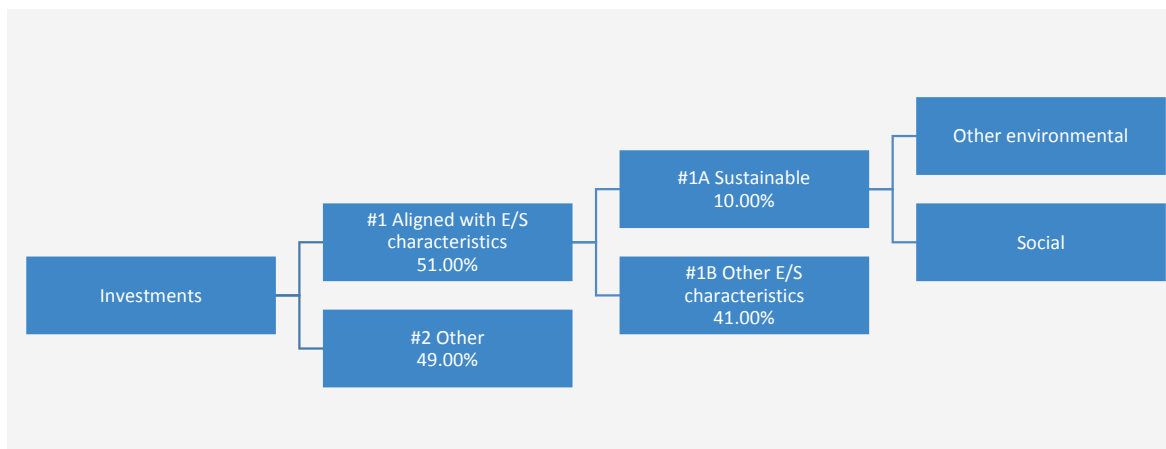 Investments
#1 Aligned with E/S
characteristics
51.00%
#2 Other
49.00%
#1A Sustainable
10.00%
#1B Other E/S
characteristics
41.00%
Other environmental
Social